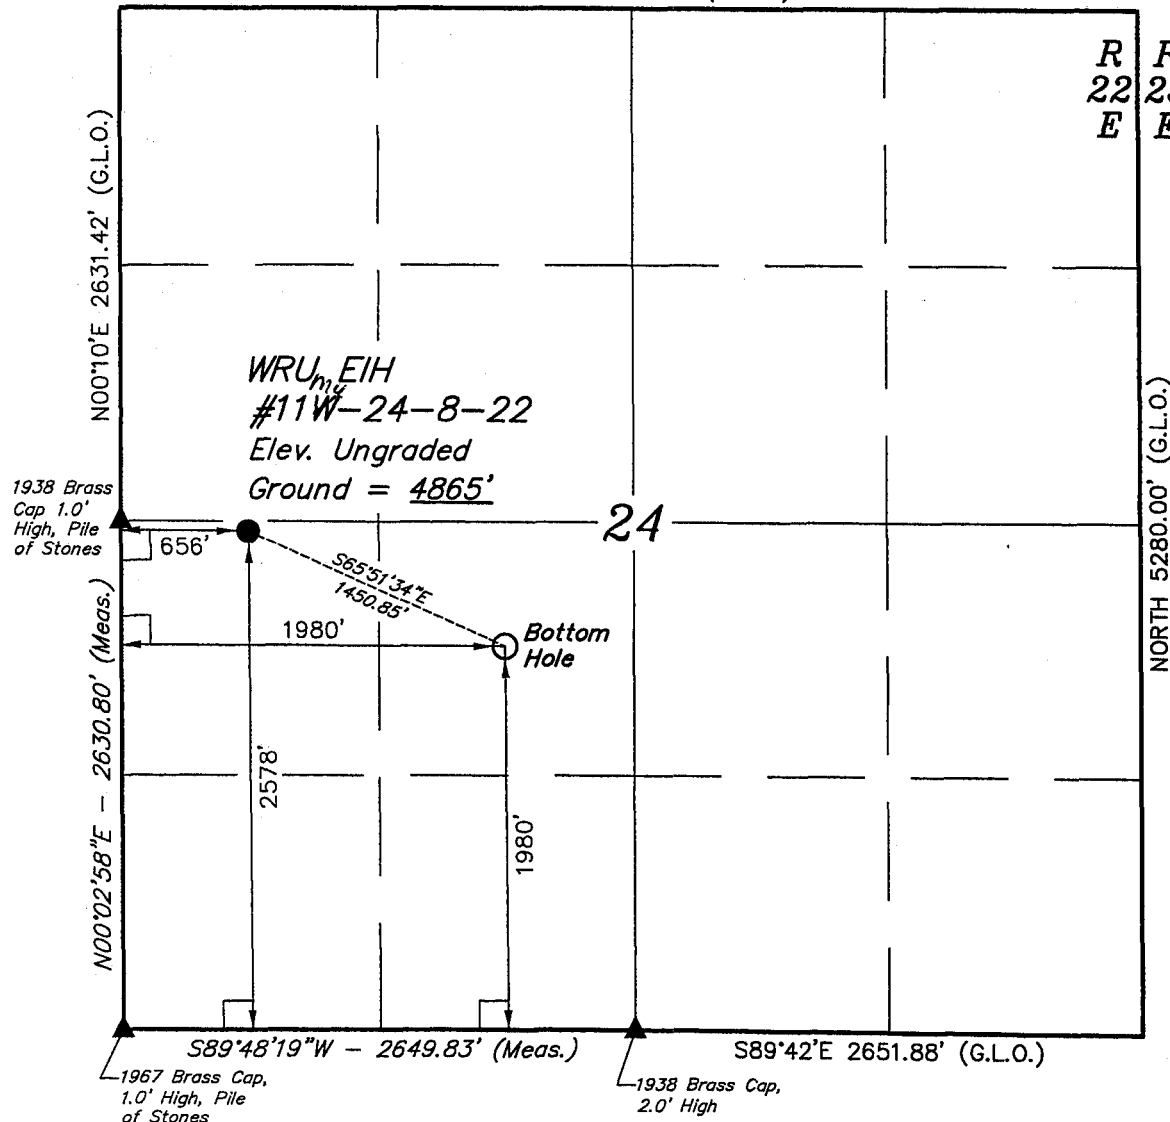 R
22
E
N00°10'E 2631.42' (G.L.O.)
WRU EIH
my
#11W-24-8-22
Elev. Ungraded
Ground = 4865'
1938 Brass
Cap 1.0'
High, Pile
of Stones
656'
24
S65°51'34"E
1450.85'
1980'
Bottom
Hole
NORTH 5280.00' (G.L.O.)
N00°02'58"E - 2630.80' (Meas.)
2578'
1980'
S89°48'19"W - 2649.83' (Meas.)
S89°42'E 2651.88' (G.L.O.)
1967 Brass Cap,
1.0' High, Pile
of Stones
1938 Brass Cap,
2.0' High